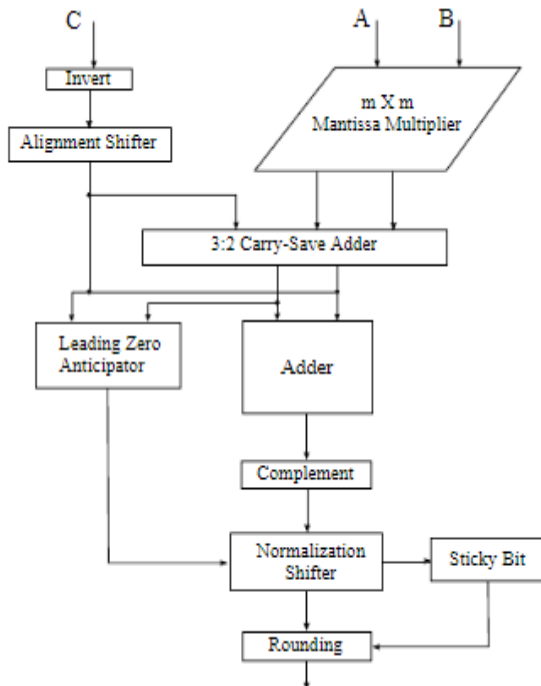 C
A
B
Invert
m X m
Mantissa Multiplier
Alignment Shifter
3:2 Carry-Save Adder
Leading Zero
Anticipator
Adder
Complement
Normalization
Shifter
Sticky Bit
Rounding